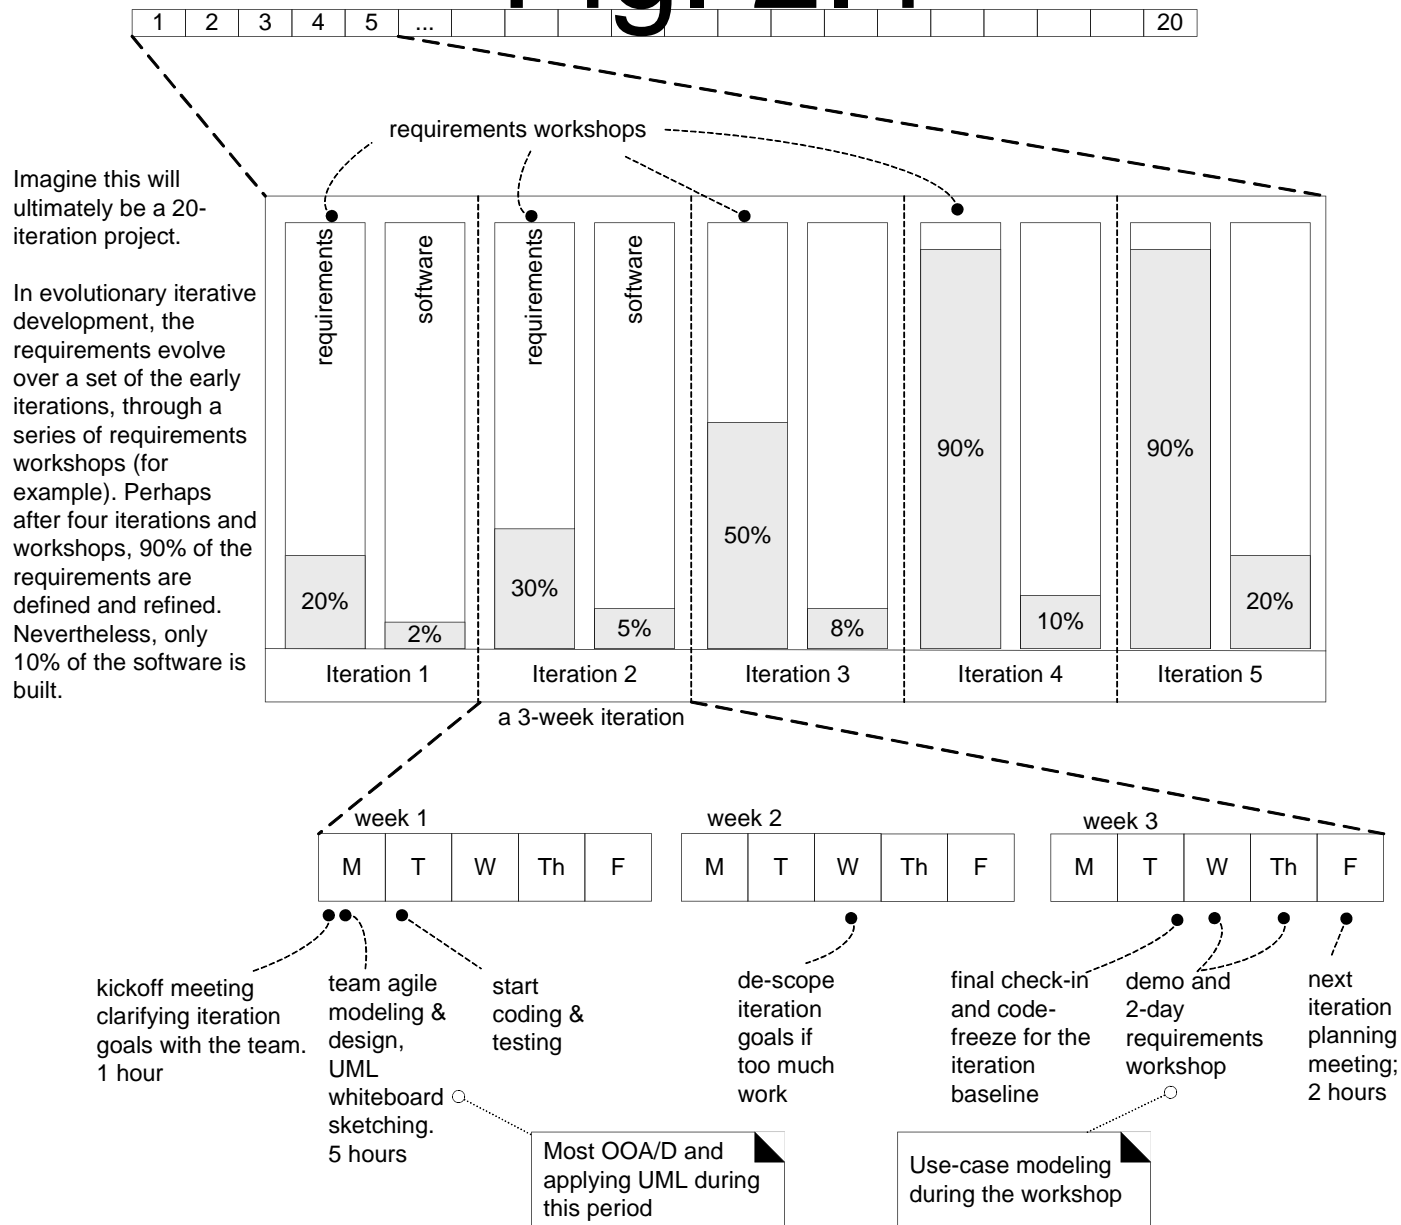 1 2 3 4 5 ... 20
requirements workshops
Imagine this will
ultimately be a 20-
iteration project.
In evolutionary iterative
development, the
requirements evolve
over a set of the early
iterations, through a
series of requirements
workshops (for
example). Perhaps
after four iterations and
workshops, 90% of the
requirements are
defined and refined.
Nevertheless, only
10% of the software is
built.
requirements
software
requirements
software
20%
2%
30%
5%
50%
8%
90%
10%
90%
20%
Iteration 1
Iteration 2
Iteration 3
Iteration 4
Iteration 5
a 3-week iteration
week 1
M T W Th F
week 2
M T W Th F
week 3
M T W Th F
kickoff meeting
clarifying iteration
goals with the team.
1 hour
team agile
modeling &
design,
UML
whiteboard
sketching.
5 hours
start
coding &
testing
de-scope
iteration
goals if
too much
work
final check-in
and code-
freeze for the
iteration
baseline
demo and
2-day
requirements
workshop
next
iteration
planning
meeting;
2 hours
Most OOA/D and
applying UML during
this period
Use-case modeling
during the workshop